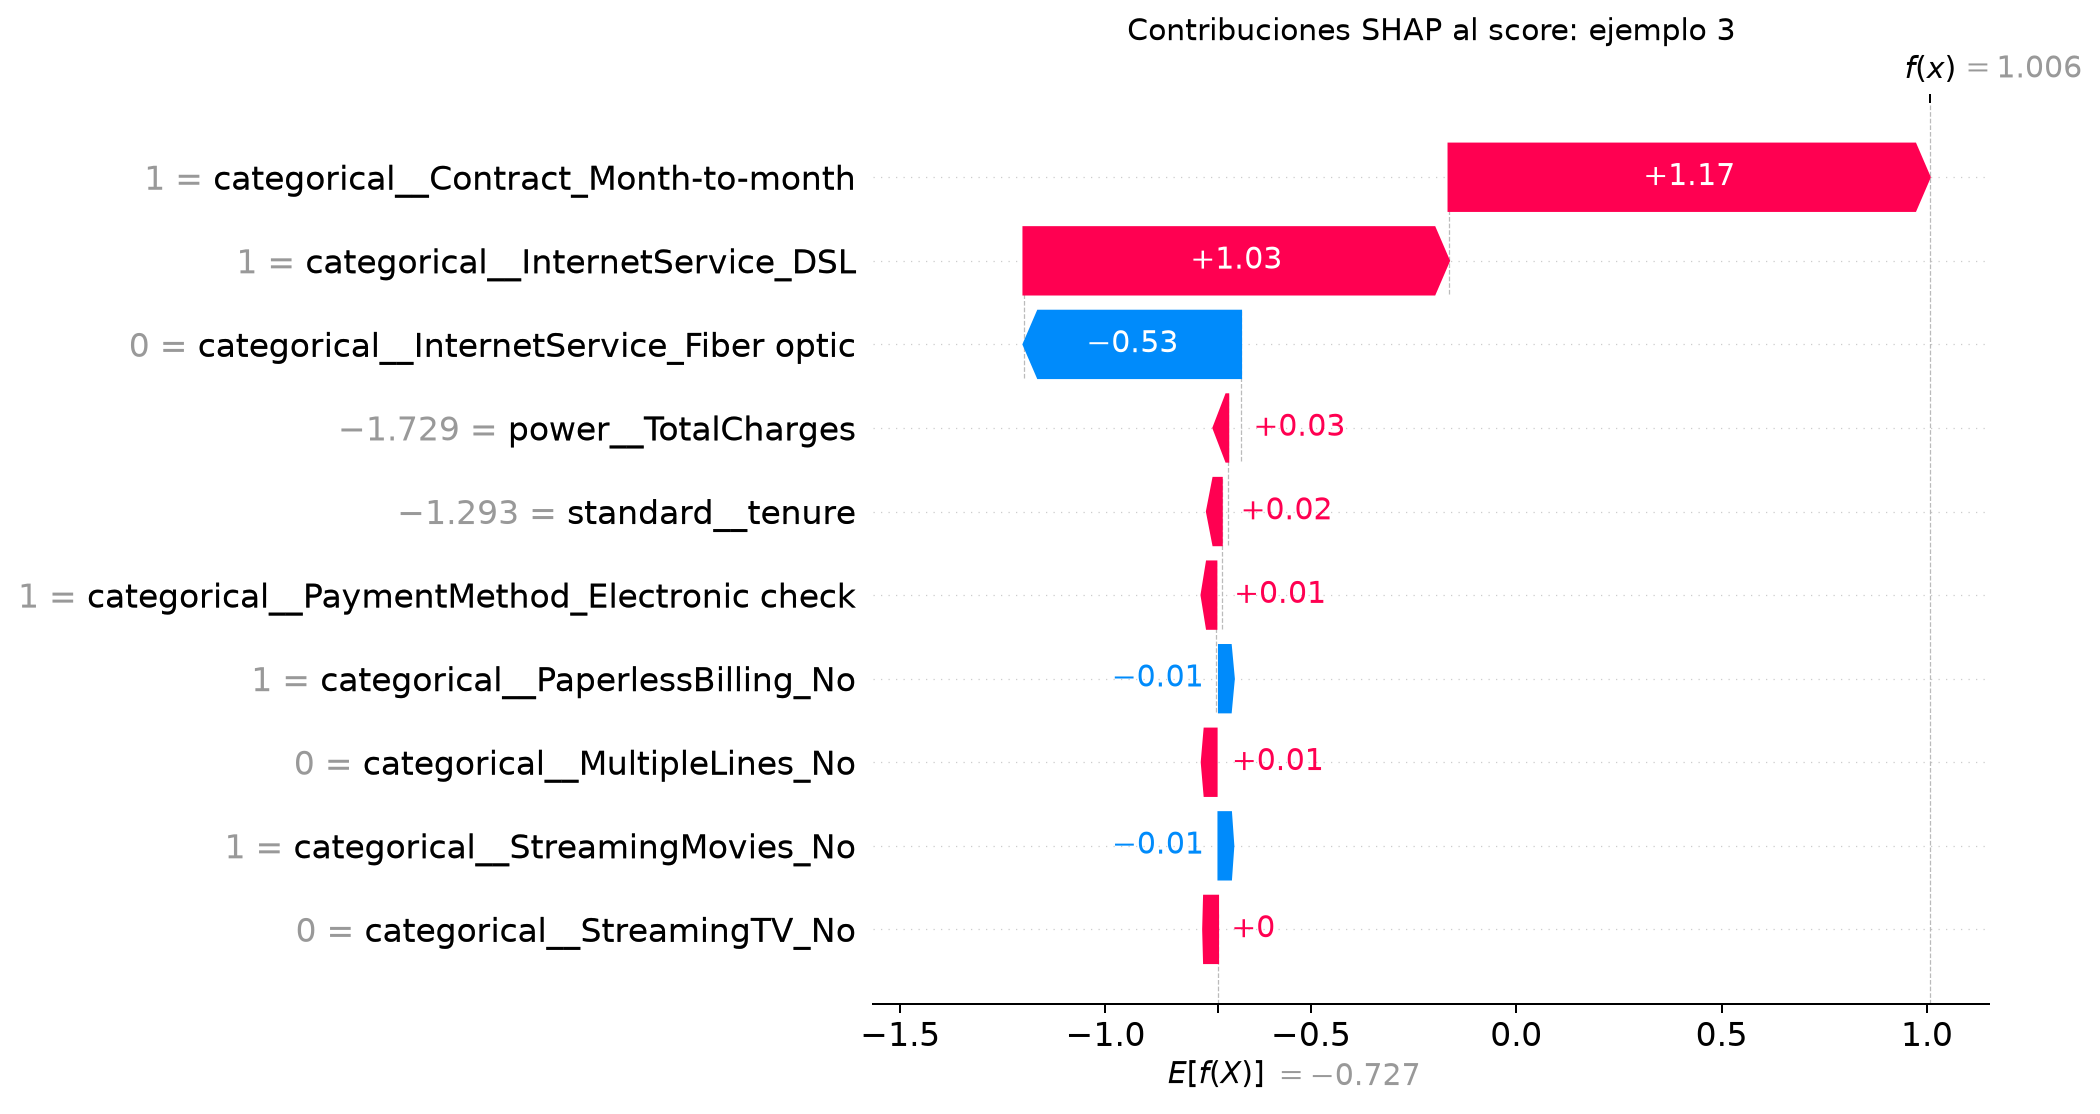 Contribuciones SHAP al score: ejemplo 3
f(x) = 1.006
1 = categorical__Contract_Month-to-month +1.17
1 = categorical__InternetService_DSL +1.03
0 = categorical__InternetService_Fiber optic −0.53
−1.729 = power__TotalCharges +0.03
−1.293 = standard__tenure +0.02
1 = categorical__PaymentMethod_Electronic check +0.01
1 = categorical__PaperlessBilling_No −0.01
0 = categorical__MultipleLines_No +0.01
1 = categorical__StreamingMovies_No −0.01
0 = categorical__StreamingTV_No +0
−1.5 −1.0 −0.5 0.0 0.5 1.0
E[f(X)] = −0.727